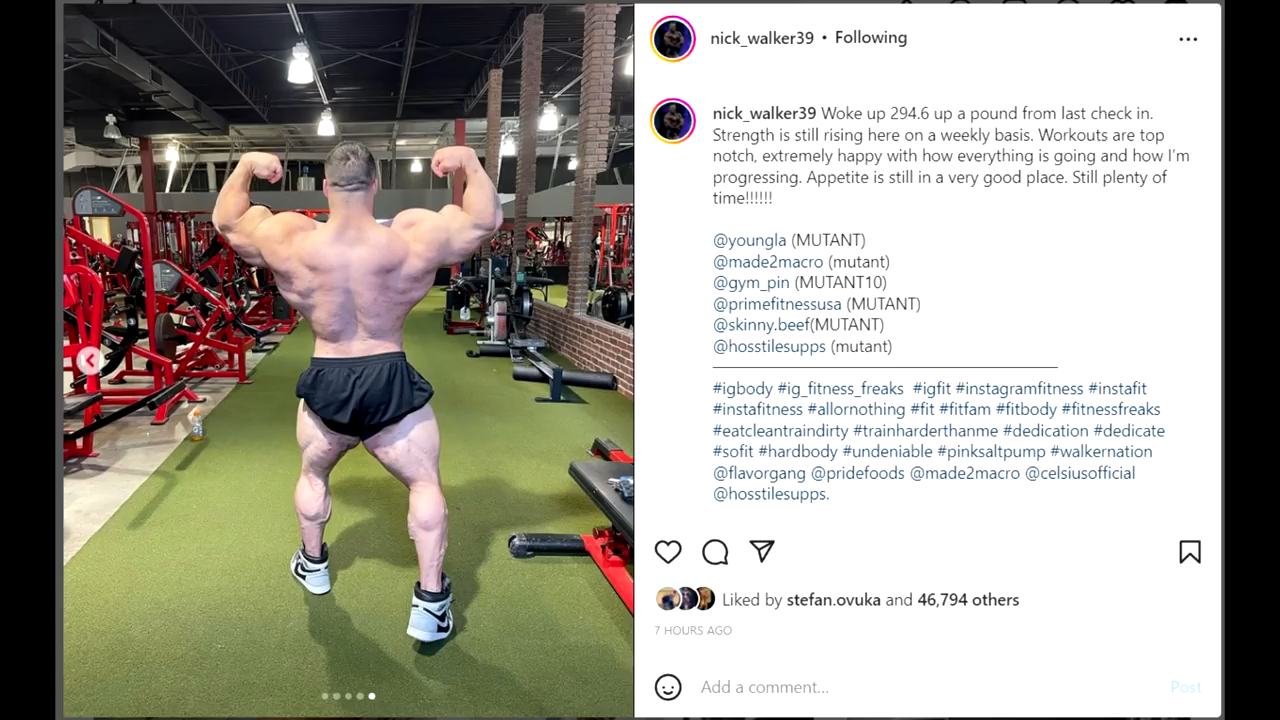 nick_walker39 • Following
nick_walker39 Woke up 294.6 up a pound from last check in.
Strength is still rising here on a weekly basis. Workouts are top
notch, extremely happy with how everything is going and how I'm
progressing. Appetite is still in a very good place. Still plenty of
time!!!!!!
@youngla (MUTANT)
@made2macro (mutant)
@gym_pin (MUTANT10)
@primefitnessusa (MUTANT)
@skinny.beef(MUTANT)
@hosstilesupps (mutant)
#igbody #ig_fitness_freaks #igfit #instagramfitness #instafit
#instafitness #allornothing #fit #fitfam #fitbody #fitnessfreaks
#eatcleantraindirty #trainharderthanme #dedication #dedicate
#sofit #hardbody #undeniable #pinksaltpump #walkernation
@flavorgang @pridefoods @made2macro @celsiusofficial
@hosstilesupps.
Liked by stefan.ovuka and 46,794 others
7 HOURS AGO
Add a comment... Post